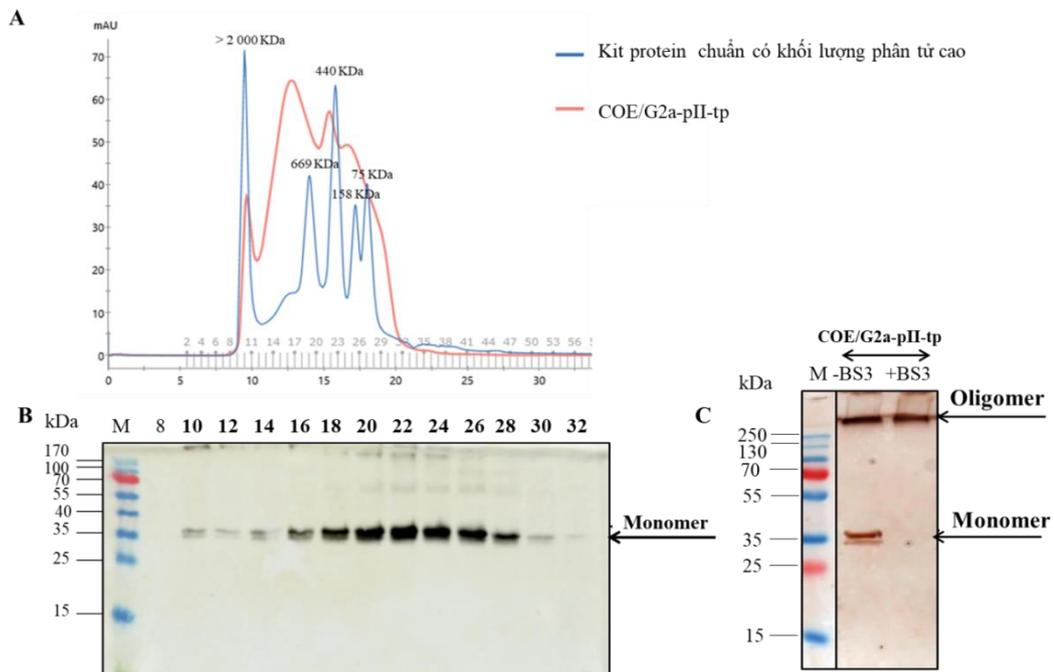 A
mAU
> 2 000 KDa
440 KDa
669 KDa
75 KDa
158 KDa
70
60
50
40
30
20
10
0
2 4 6 8 11 14 17 20 23 26 29 32 35 38 41 44 47 50 53 56
0 5 10 15 20 25 30
Kit protein chuẩn có khối lượng phân tử cao
COE/G2a-pII-tp
B
kDa M 8 10 12 14 16 18 20 22 24 26 28 30 32
170
100
70
55
40
35
25
15
Monomer
C
COE/G2a-pII-tp
kDa M -BS3 +BS3
250
130
70
55
35
25
15
Oligomer
Monomer